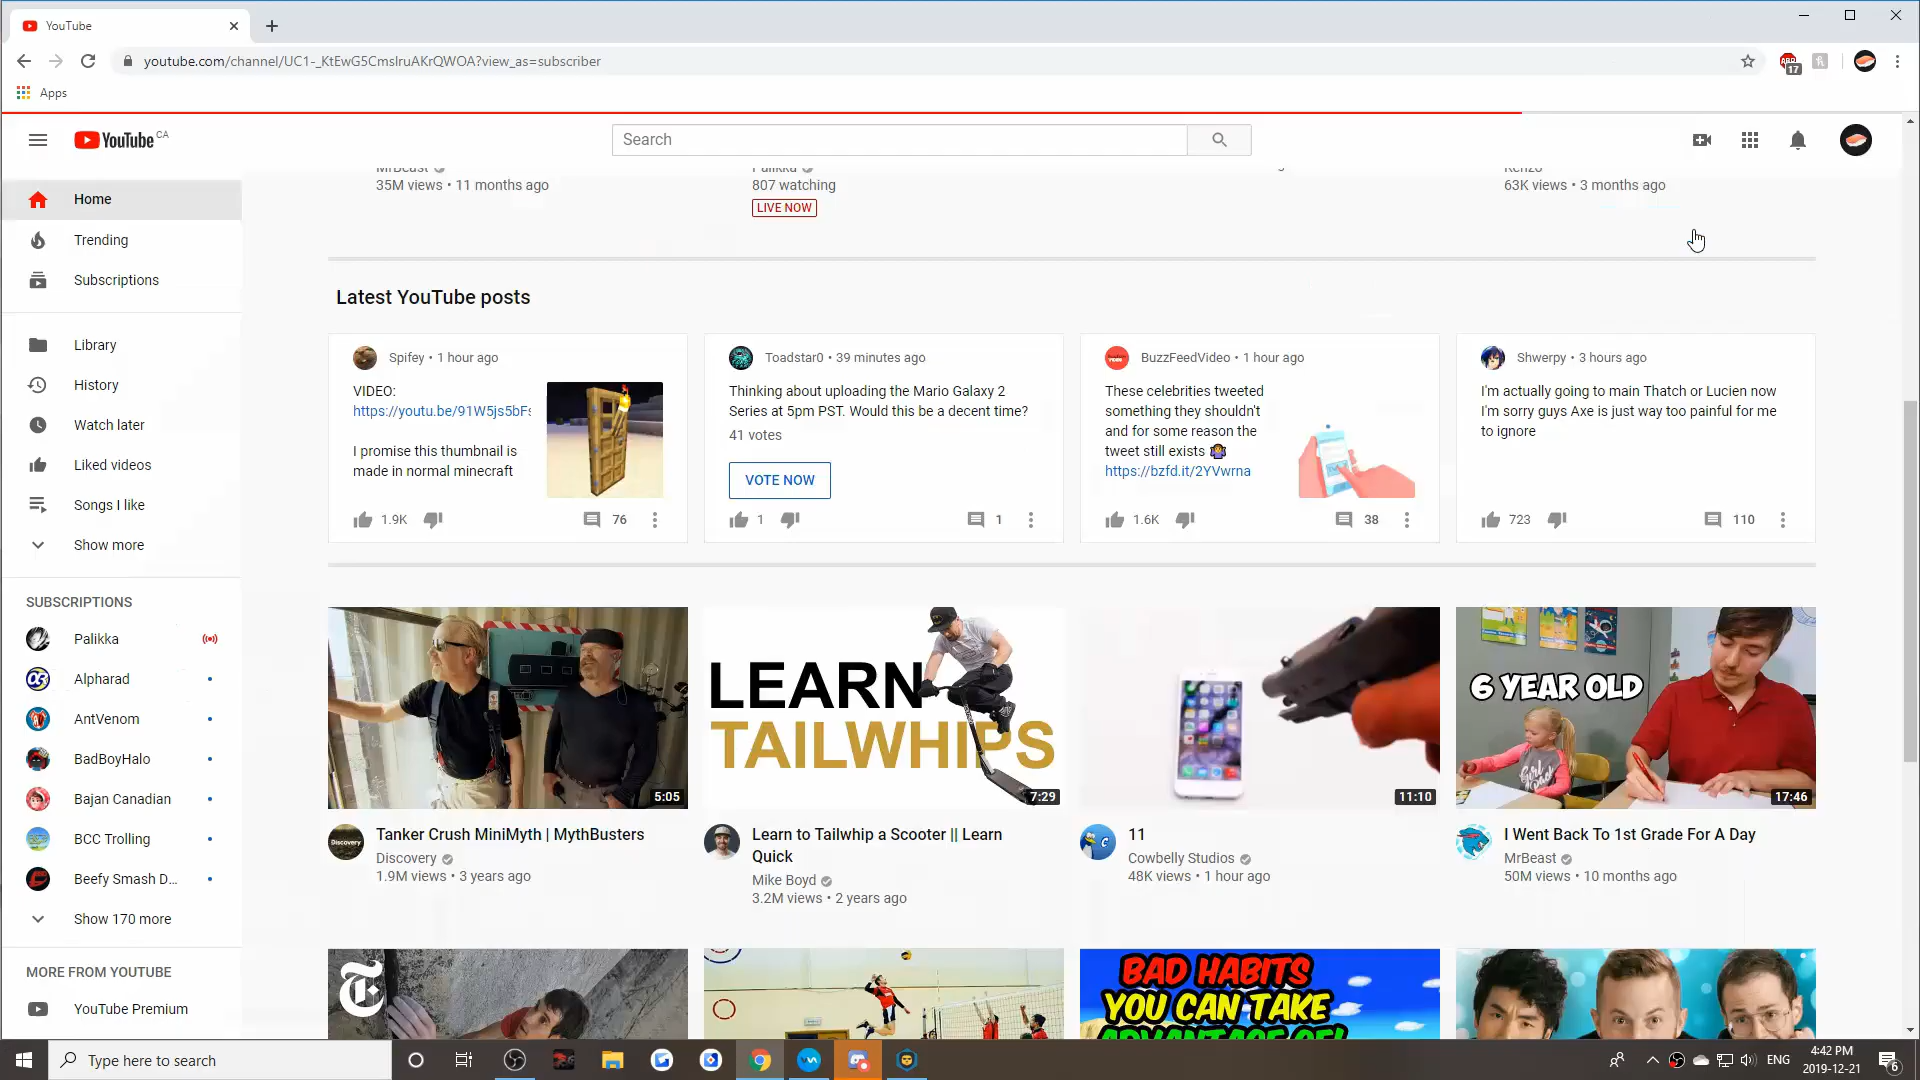 YouTube
youtube.com/channel/UC1-_KtEwG5CmsIruAKrQWOA?view_as=subscriber
17
Apps
YouTube CA
Search
Home
Trending
Subscriptions
Library
History
Watch later
Liked videos
Songs I like
Show more
SUBSCRIPTIONS
Palikka
Alpharad
AntVenom
BadBoyHalo
Bajan Canadian
BCC Trolling
Beefy Smash D...
Show 170 more
MORE FROM YOUTUBE
YouTube Premium
MrBeast
35M views • 11 months ago
Palikka
807 watching
LIVE NOW
63K views • 3 months ago
Latest YouTube posts
Spifey • 1 hour ago
VIDEO:
https://youtu.be/91W5js5bFs
I promise this thumbnail is
made in normal minecraft
1.9K
76
Toadstar0 • 39 minutes ago
Thinking about uploading the Mario Galaxy 2
Series at 5pm PST. Would this be a decent time?
41 votes
VOTE NOW
1
1
BuzzFeedVideo • 1 hour ago
These celebrities tweeted
something they shouldn't
and for some reason the
tweet still exists
https://bzfd.it/2YVwrna
1.6K
38
Shwerpy • 3 hours ago
I'm actually going to main Thatch or Lucien now
I'm sorry guys Axe is just way too painful for me
to ignore
723
110
5:05
Discovery
Tanker Crush MiniMyth | MythBusters
Discovery
1.9M views • 3 years ago
LEARN
TAILWHIPS
7:29
Learn to Tailwhip a Scooter || Learn
Quick
Mike Boyd
3.2M views • 2 years ago
11:10
11
Cowbelly Studios
48K views • 1 hour ago
6 YEAR OLD
17:46
I Went Back To 1st Grade For A Day
MrBeast
50M views • 10 months ago
T
BAD HABITS
YOU CAN TAKE
ADVANTAGE OF!
Type here to search
ENG
4:42 PM
2019-12-21
6